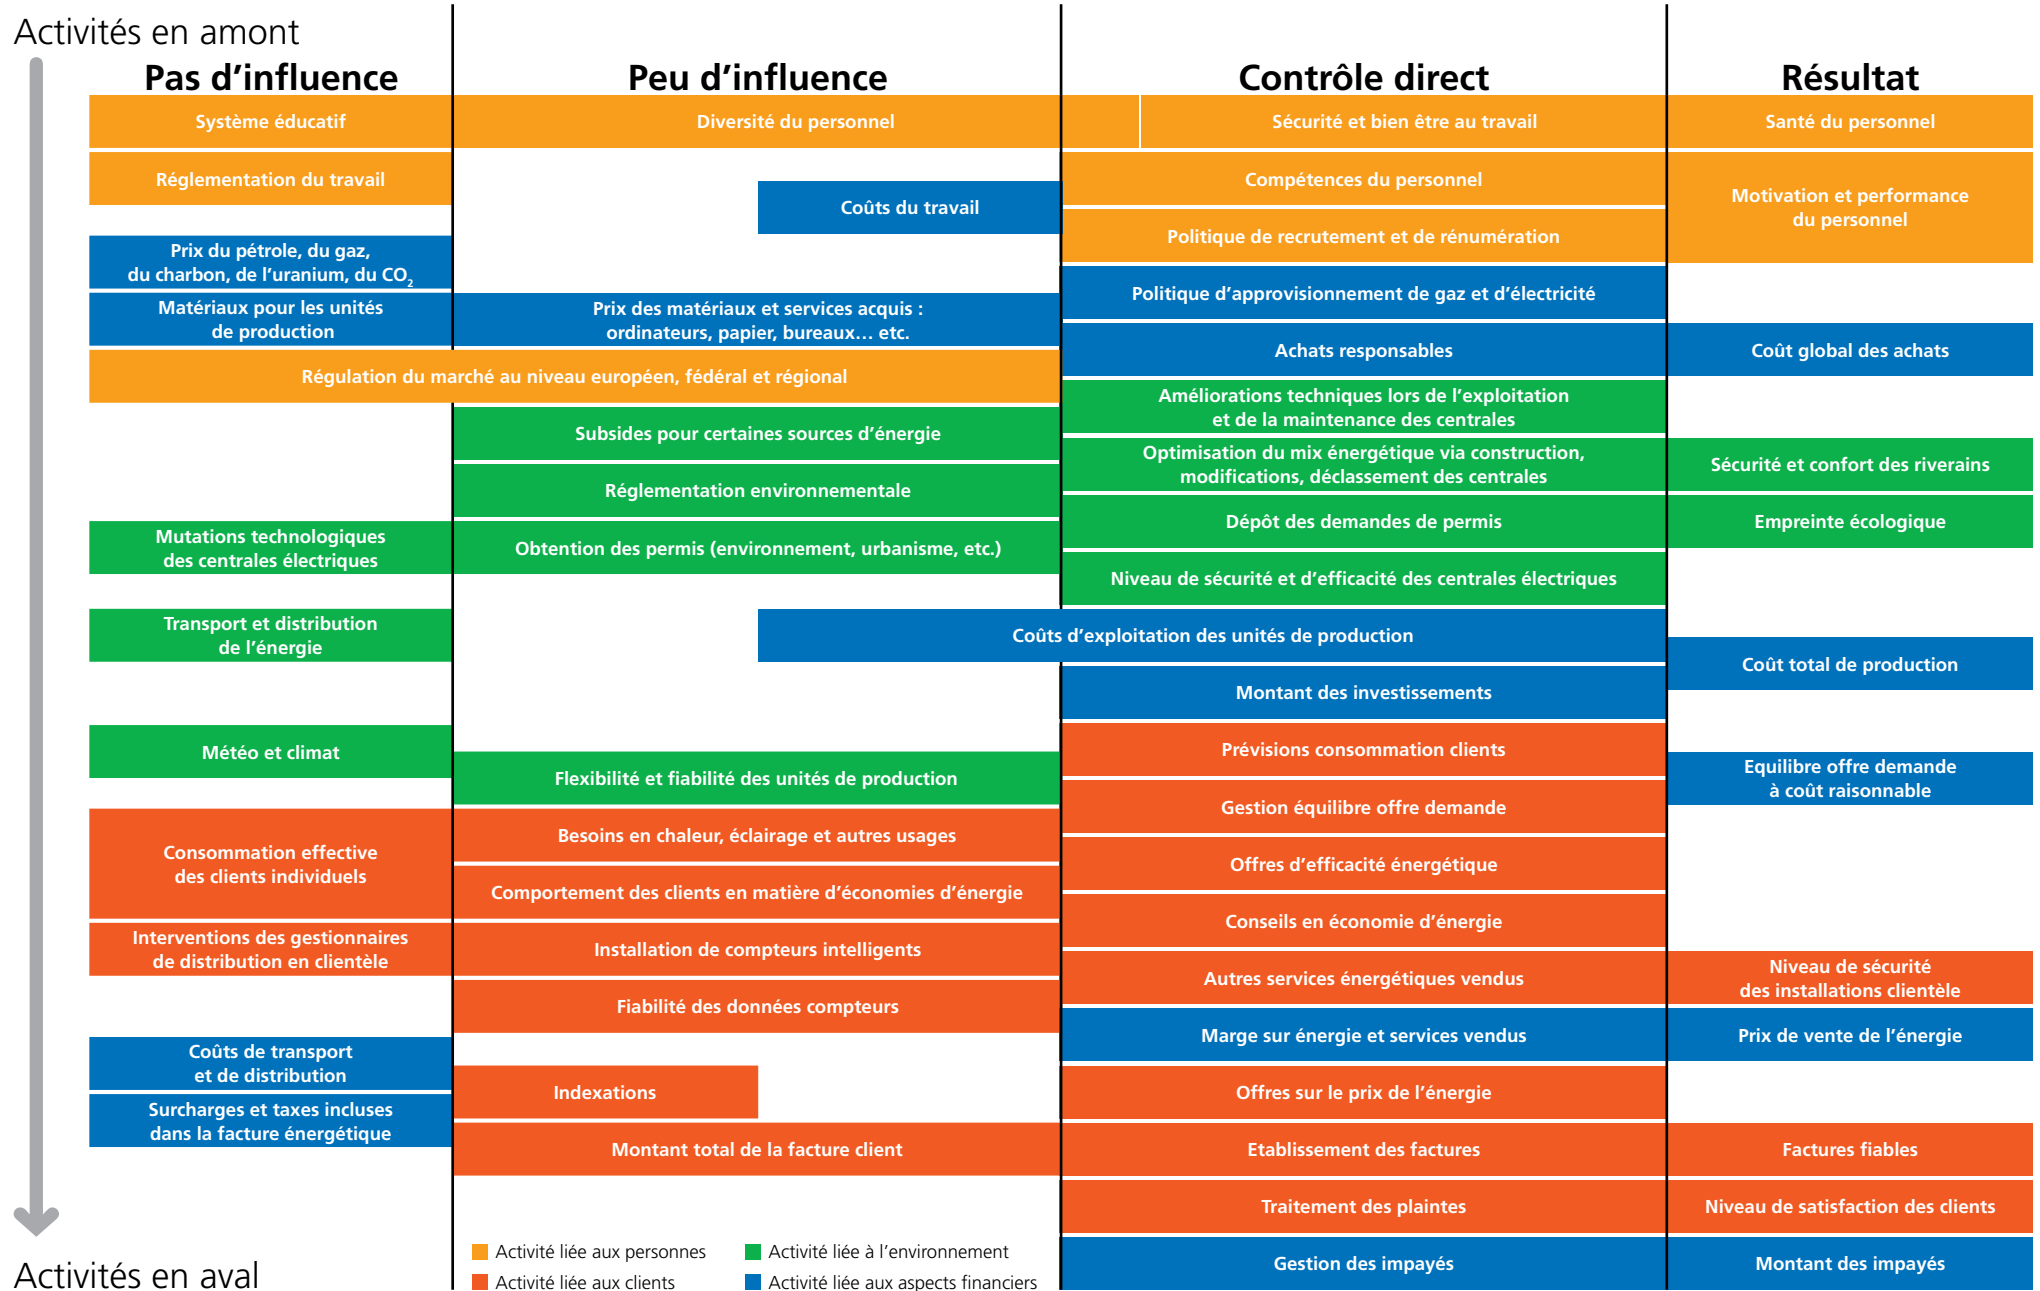 Activités en amont
Pas d’influence
Peu d’influence
Contrôle direct
Résultat
Système éducatif
Diversité du personnel
Sécurité et bien être au travail
Santé du personnel
Réglementation du travail
Coûts du travail
Compétences du personnel
Motivation et performance
du personnel
Politique de recrutement et de rénumération
Prix du pétrole, du gaz,
du charbon, de l’uranium, du CO2
Politique d’approvisionnement de gaz et d’électricité
Matériaux pour les unités
de production
Prix des matériaux et services acquis :
ordinateurs, papier, bureaux… etc.
Achats responsables
Coût global des achats
Régulation du marché au niveau européen, fédéral et régional
Améliorations techniques lors de l’exploitation
et de la maintenance des centrales
Subsides pour certaines sources d’énergie
Optimisation du mix énergétique via construction,
modifications, déclassement des centrales
Sécurité et confort des riverains
Réglementation environnementale
Dépôt des demandes de permis
Empreinte écologique
Mutations technologiques
des centrales électriques
Obtention des permis (environnement, urbanisme, etc.)
Niveau de sécurité et d’efficacité des centrales électriques
Transport et distribution
de l’énergie
Coûts d’exploitation des unités de production
Coût total de production
Montant des investissements
Météo et climat
Flexibilité et fiabilité des unités de production
Prévisions consommation clients
Equilibre offre demande
à coût raisonnable
Gestion équilibre offre demande
Consommation effective
des clients individuels
Besoins en chaleur, éclairage et autres usages
Offres d’efficacité énergétique
Comportement des clients en matière d’économies d’énergie
Conseils en économie d’énergie
Interventions des gestionnaires
de distribution en clientèle
Installation de compteurs intelligents
Autres services énergétiques vendus
Niveau de sécurité
des installations clientèle
Fiabilité des données compteurs
Marge sur énergie et services vendus
Prix de vente de l’énergie
Coûts de transport
et de distribution
Indexations
Offres sur le prix de l’énergie
Surcharges et taxes incluses
dans la facture énergétique
Montant total de la facture client
Etablissement des factures
Factures fiables
Traitement des plaintes
Niveau de satisfaction des clients
Gestion des impayés
Montant des impayés
Activité liée aux personnes
Activité liée à l’environnement
Activité liée aux clients
Activité liée aux aspects financiers
Activités en aval